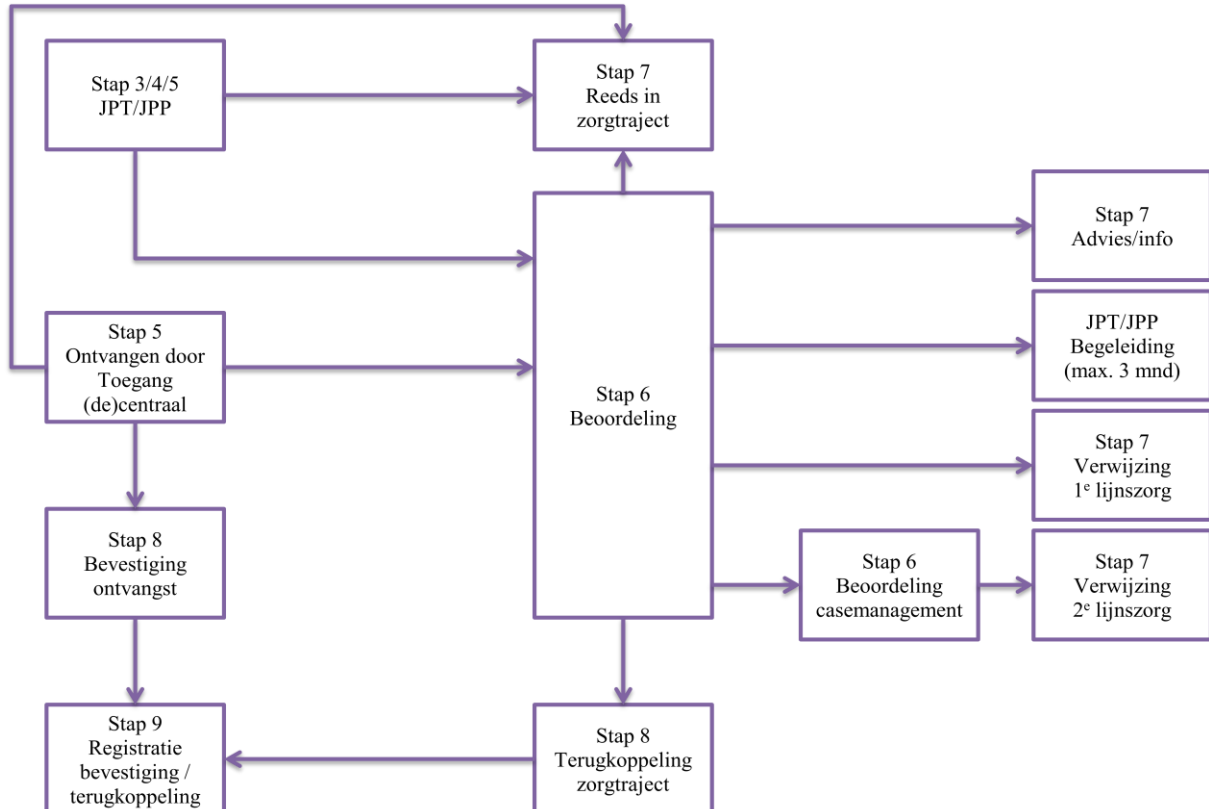 Stap 3/4/5
JPT/JPP
Stap 7
Reeds in
zorgtraject
Stap 7
Advies/info
Stap 5
Ontvangen door
Toegang
(de)centraal
Stap 6
Beoordeling
JPT/JPP
Begeleiding
(max. 3 mnd)
Stap 7
Verwijzing
1e lijnszorg
Stap 8
Bevestiging
ontvangst
Stap 6
Beoordeling
casemanagement
Stap 7
Verwijzing
2e lijnszorg
Stap 9
Registratie
bevestiging /
terugkoppeling
Stap 8
Terugkoppeling
zorgtraject